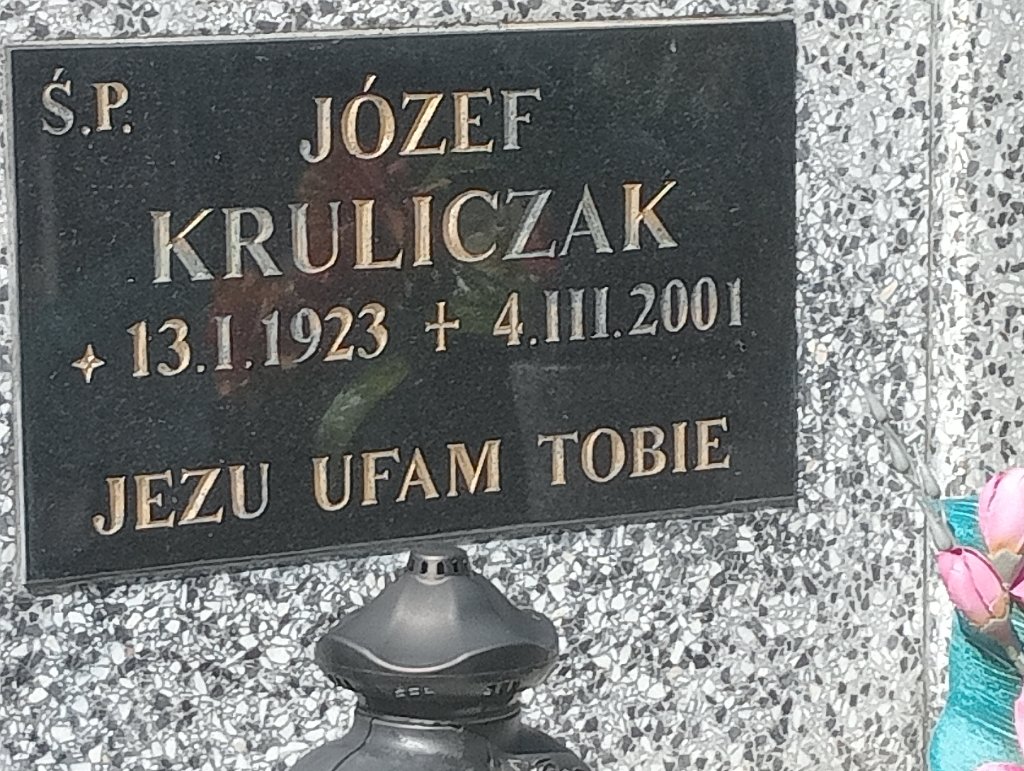 Ś.P. JÓZEF
KRULICZAK
✦ 13.I.1923 ✝ 4.III.2001
JEZU UFAM TOBIE